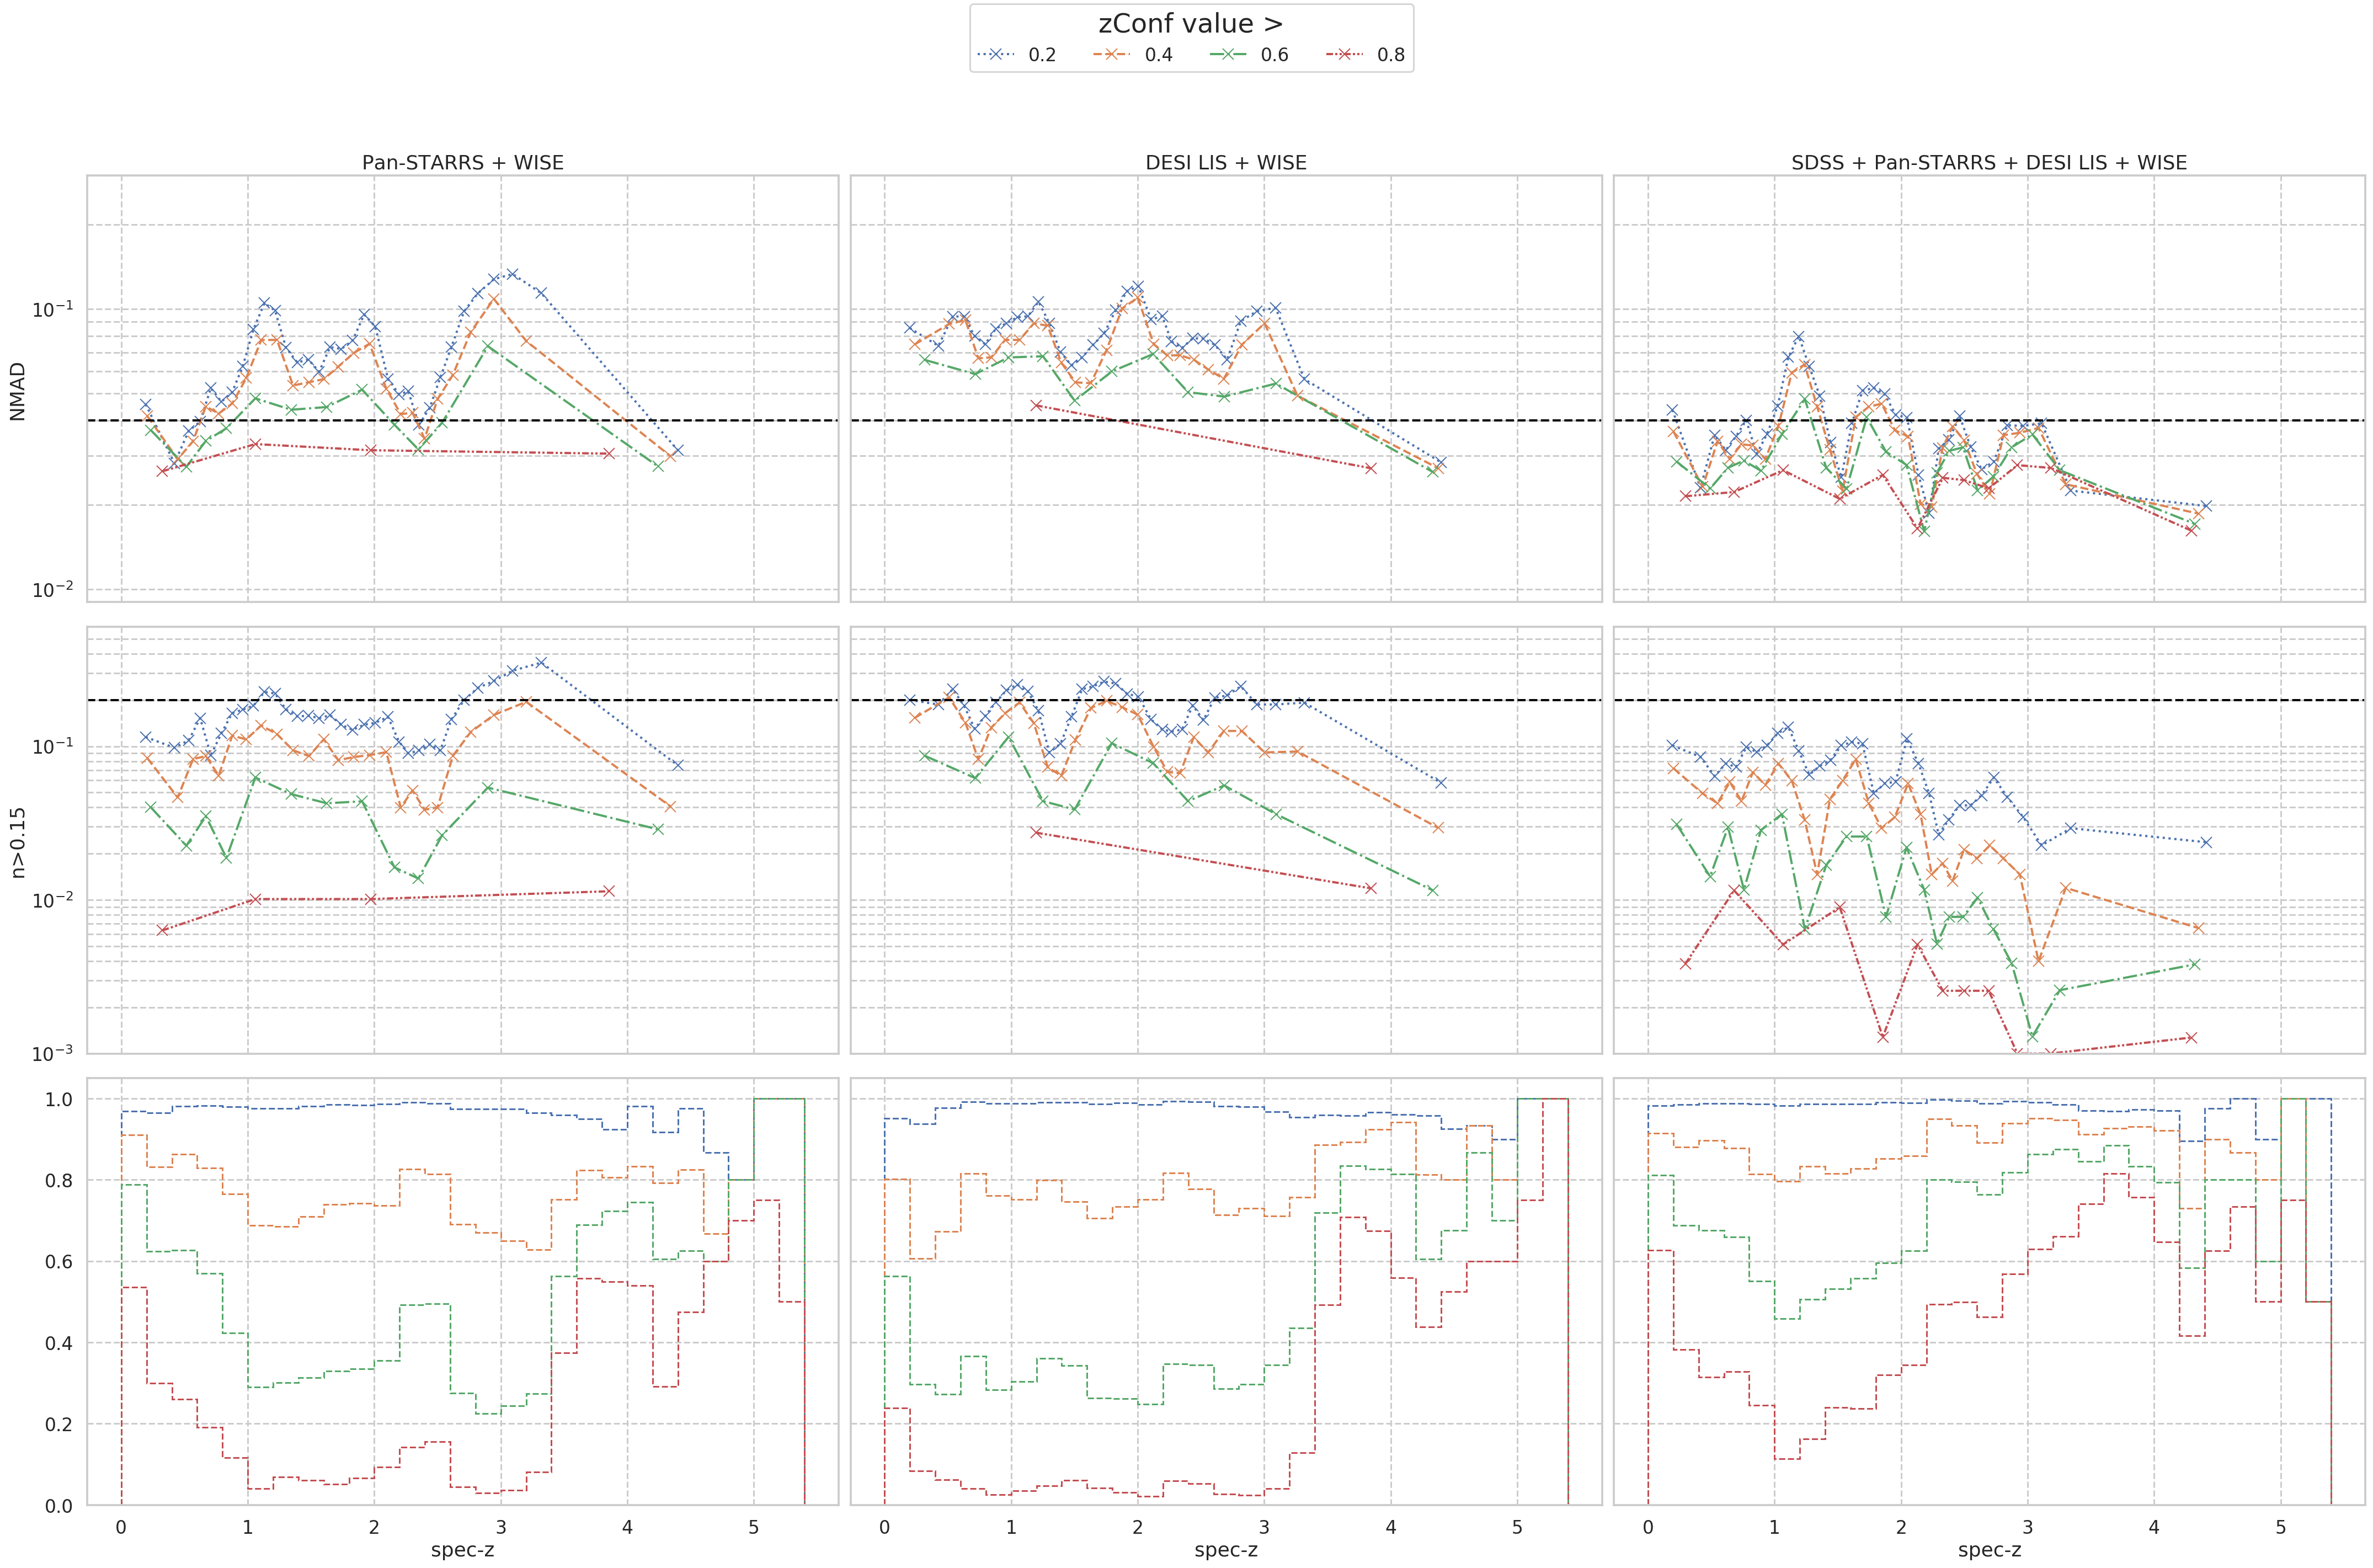 zConf value >
0.2 0.4 0.6 0.8
Pan-STARRS + WISE
DESI LIS + WISE
SDSS + Pan-STARRS + DESI LIS + WISE
NMAD
10⁻¹
10⁻²
n>0.15
10⁻¹
10⁻²
10⁻³
1.0
0.8
0.6
0.4
0.2
0.0
0 1 2 3 4 5
spec-z
0 1 2 3 4 5
spec-z
0 1 2 3 4 5
spec-z